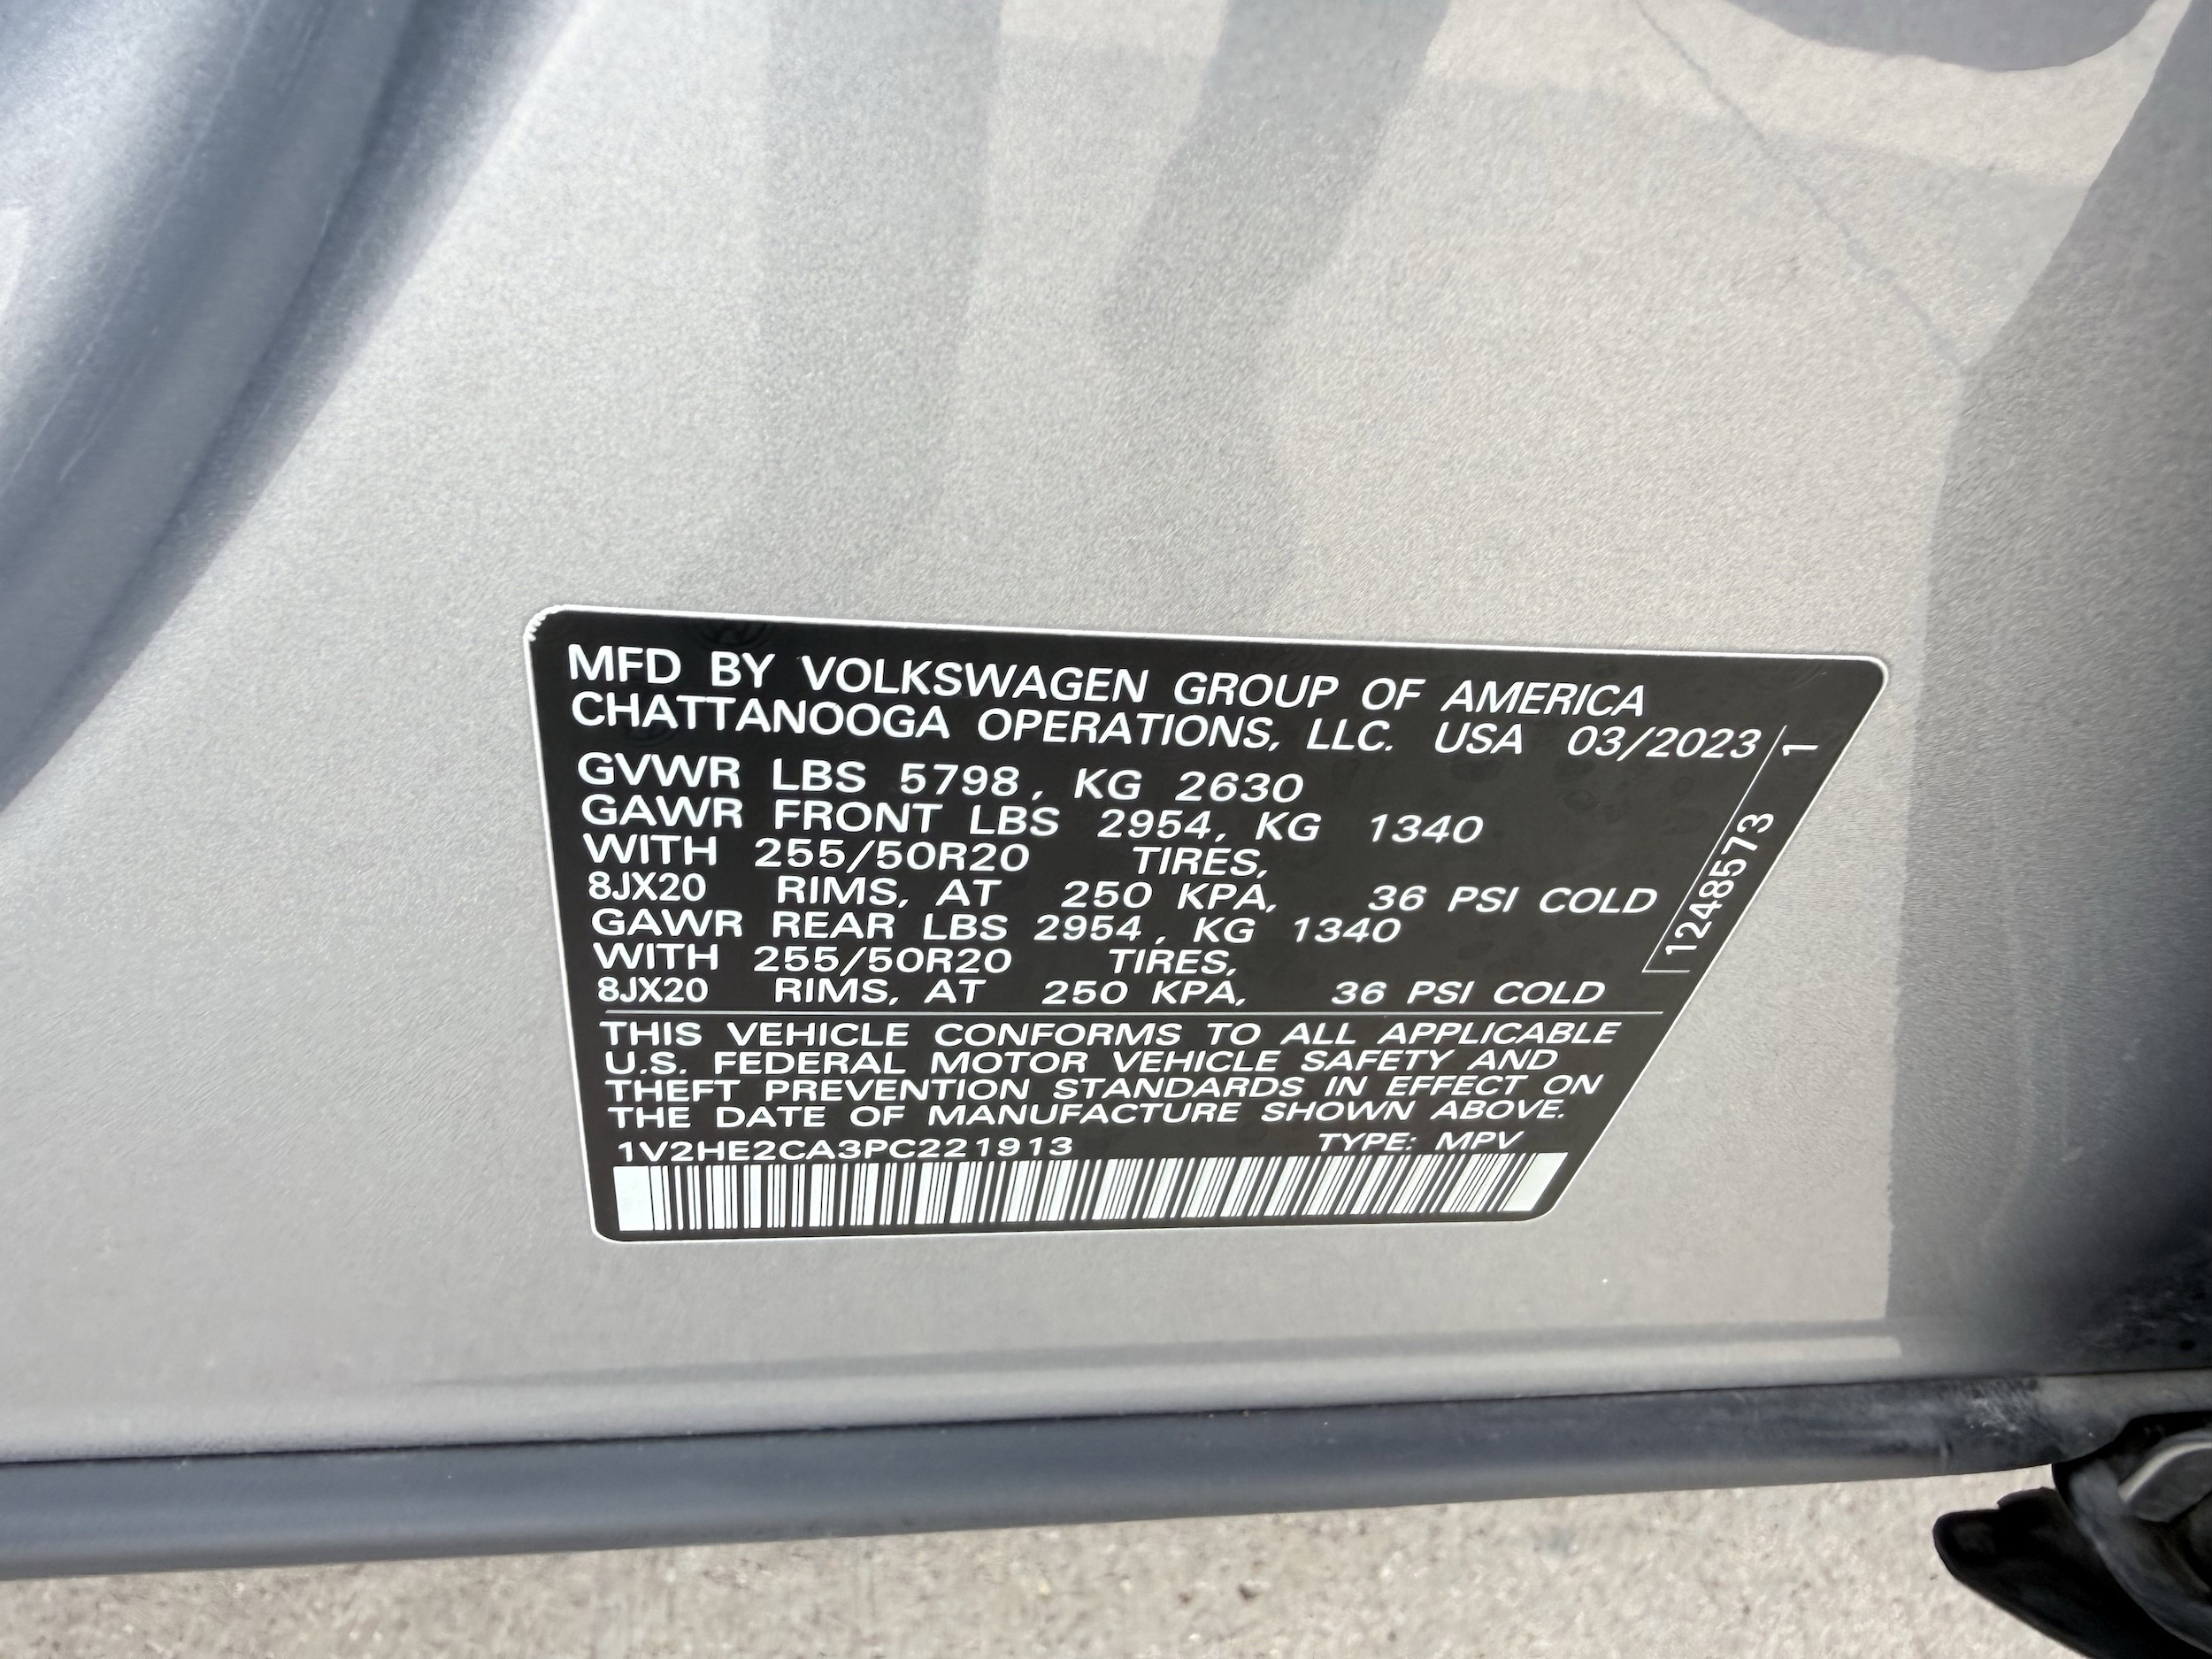 MFD BY VOLKSWAGEN GROUP OF AMERICA
CHATTANOOGA OPERATIONS, LLC. USA 03/2023
GVWR LBS 5798, KG 2630
GAWR FRONT LBS 2954, KG 1340
WITH 255/50R20 TIRES,
8JX20 RIMS, AT 250 KPA, 36 PSI COLD
GAWR REAR LBS 2954, KG 1340
WITH 255/50R20 TIRES,
8JX20 RIMS, AT 250 KPA, 36 PSI COLD
THIS VEHICLE CONFORMS TO ALL APPLICABLE
U.S. FEDERAL MOTOR VEHICLE SAFETY AND
THEFT PREVENTION STANDARDS IN EFFECT ON
THE DATE OF MANUFACTURE SHOWN ABOVE.
1V2HE2CA3PC221913 TYPE: MPV
1248573 1